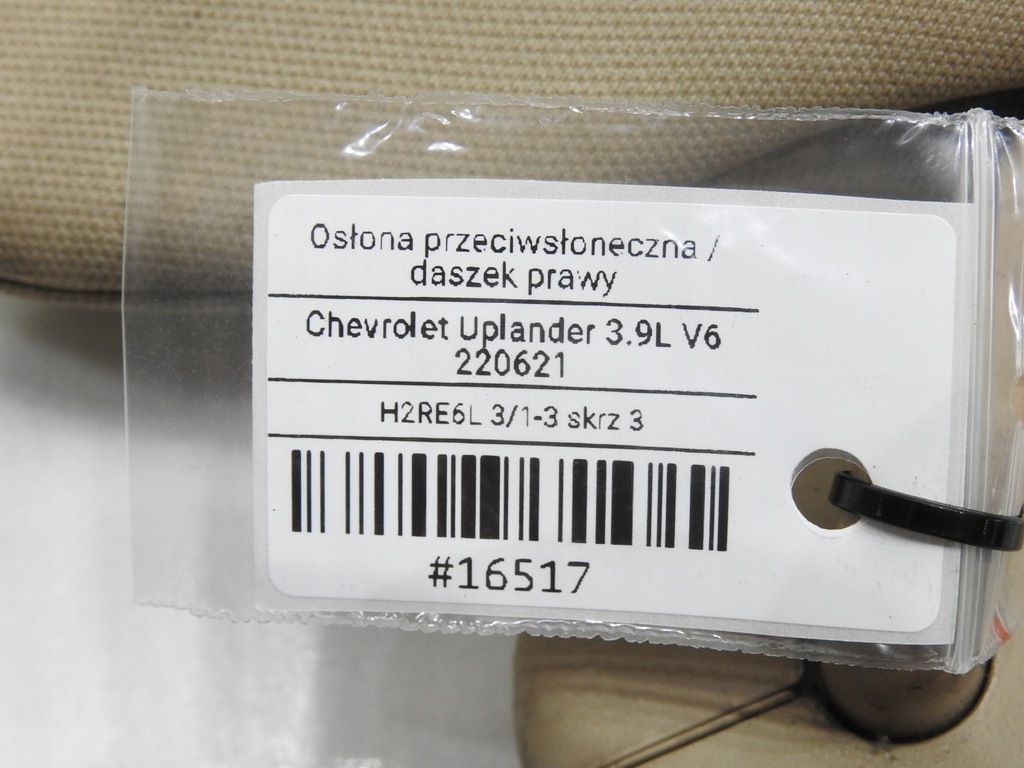 Osłona przeciwsłoneczna /
daszek prawy
Chevrolet Uplander 3.9L V6
220621
H2RE6L 3/1-3 skrz 3
#16517